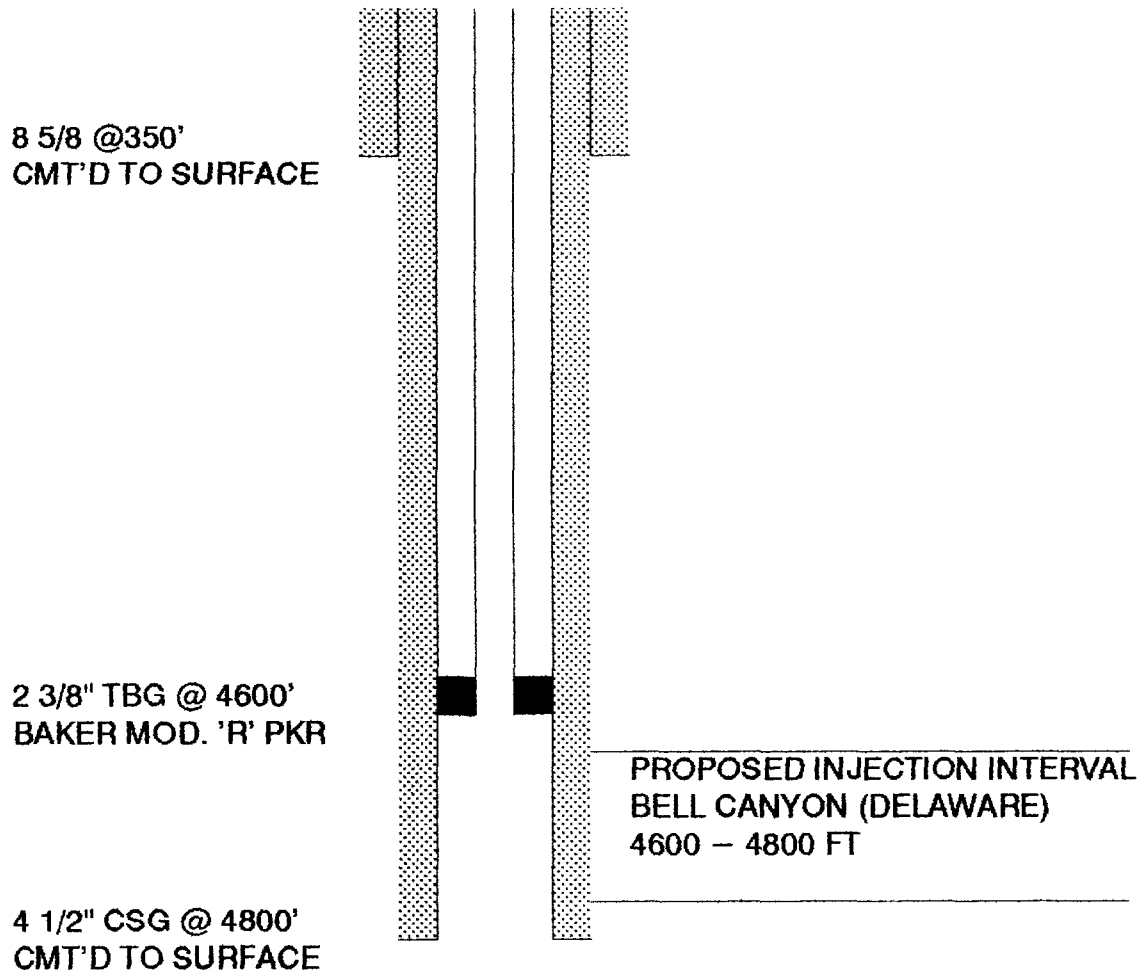 8 5/8 @350'
CMT'D TO SURFACE
2 3/8" TBG @ 4600'
BAKER MOD. 'R' PKR
PROPOSED INJECTION INTERVAL
BELL CANYON (DELAWARE)
4600 – 4800 FT
4 1/2" CSG @ 4800'
CMT'D TO SURFACE